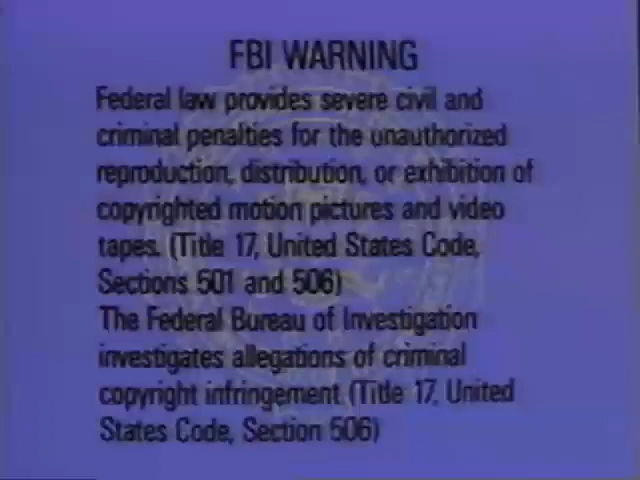 FBI WARNING
Federal law provides severe civil and
criminal penalties for the unauthorized
reproduction, distribution, or exhibition of
copyrighted motion pictures and video
tapes. (Title 17, United States Code,
Sections 501 and 506)
The Federal Bureau of Investigation
investigates allegations of criminal
copyright infringement (Title 17, United
States Code, Section 506)